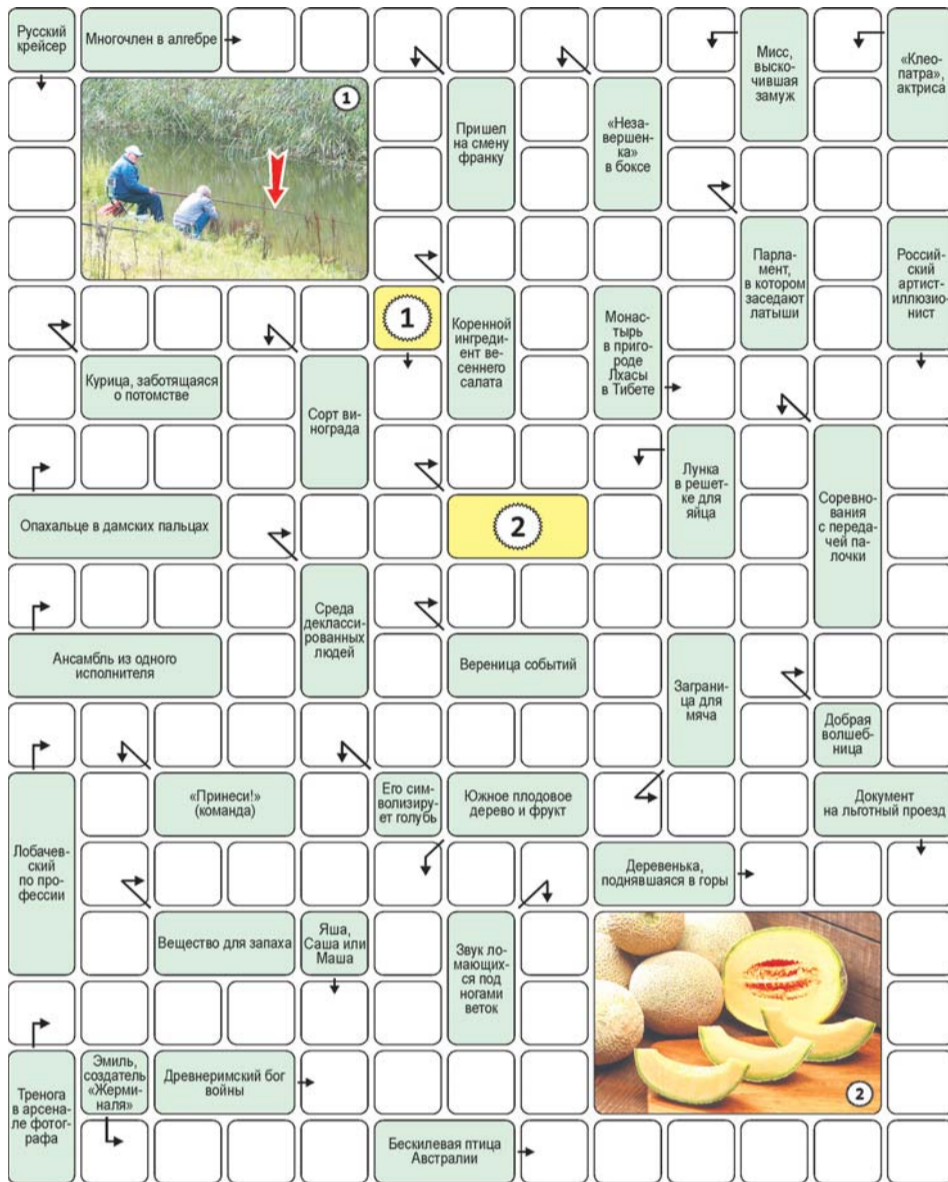 Русский
крейсер
Многочлен в алгебре
Мисс,
выско-
чившая
замуж
«Клео-
патра»,
актриса
1
Пришел
на смену
франку
«Неза-
вершен-
ка»
в боксе
Парла-
мент,
в котором
заседают
латыши
Россий-
ский
артист-
иллюзио-
нист
1
Коренной
ингреди-
ент ве-
сеннего
салата
Монас-
тырь
в приго-
роде
Лхасы
в Тибете
Курица, заботящаяся
о потомстве
Сорт ви-
нограда
Лунка
в решет-
ке для
яйца
Соревно-
вания
с переда-
чей па-
лочки
Опахальце в дамских пальцах
2
Среда
деклассі-
рованных
людей
Ансамбль из одного
исполнителя
Вереница событий
Заграни-
ца для
мяча
Добрая
волшеб-
ница
Лобачев-
ский
по про-
фессии
«Принеси!»
(команда)
Его сим-
волизиру-
ет голубь
Южное плодовое
дерево и фрукт
Документ
на льготный проезд
Деревенька,
поднявшаяся в горы
Вещество для запаха
Яша,
Саша или
Маша
Звук ло-
мающих-
ся под
ногами
веток
2
Тренога
в арсена-
ле фотог-
рафа
Эмиль,
создатель
«Жерми-
наля»
Древнеримский бог
войны
Бескилевая птица
Австралии